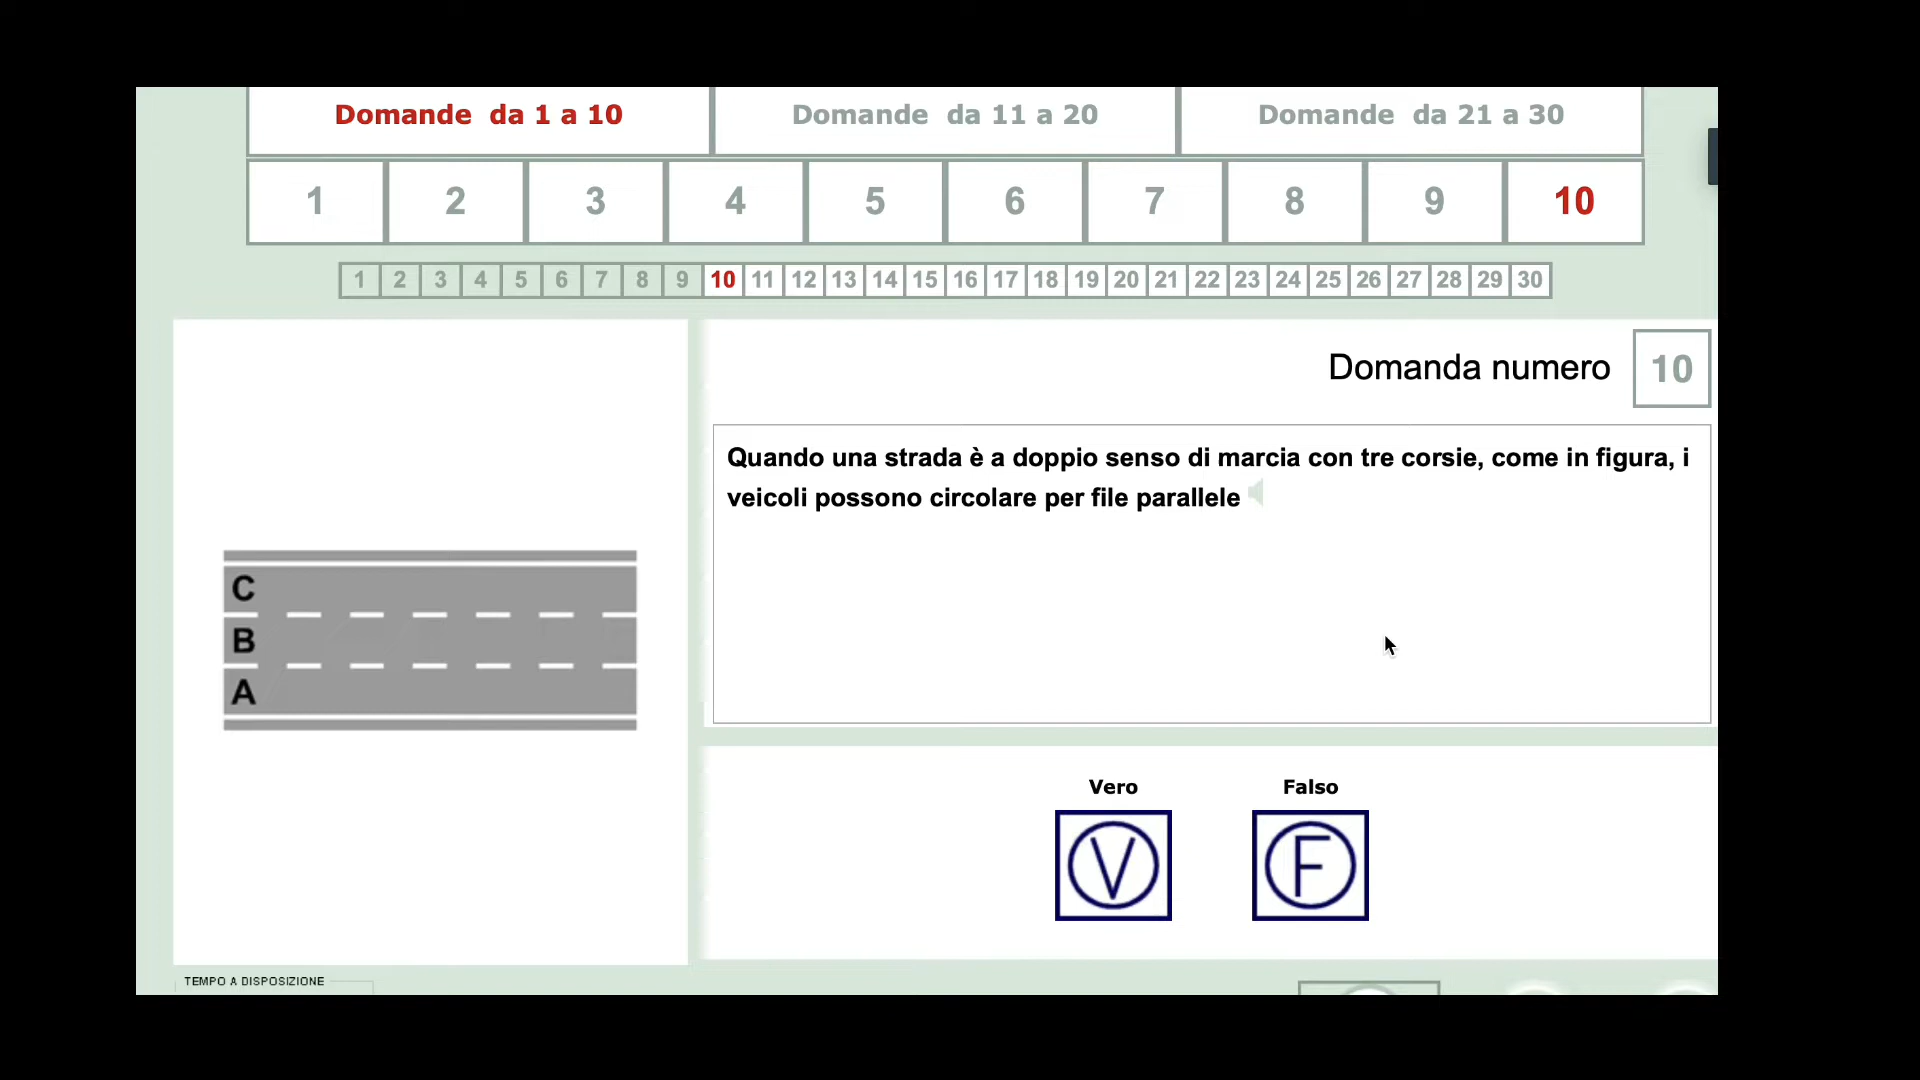 Domande da 1 a 10
Domande da 11 a 20
Domande da 21 a 30
1 2 3 4 5 6 7 8 9 10
1 2 3 4 5 6 7 8 9 10 11 12 13 14 15 16 17 18 19 20 21 22 23 24 25 26 27 28 29 30
Domanda numero 10
Quando una strada è a doppio senso di marcia con tre corsie, come in figura, i
veicoli possono circolare per file parallele
C
B
A
Vero
Falso
V
F
TEMPO A DISPOSIZIONE